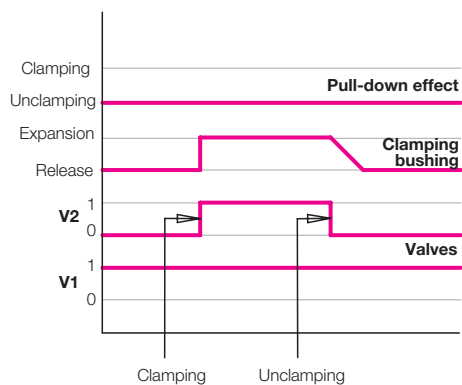 Clamping
Pull-down effect
Unclamping
Expansion
Clamping
bushing
Release
1
V2
0
Valves
1
V1
0
Clamping Unclamping